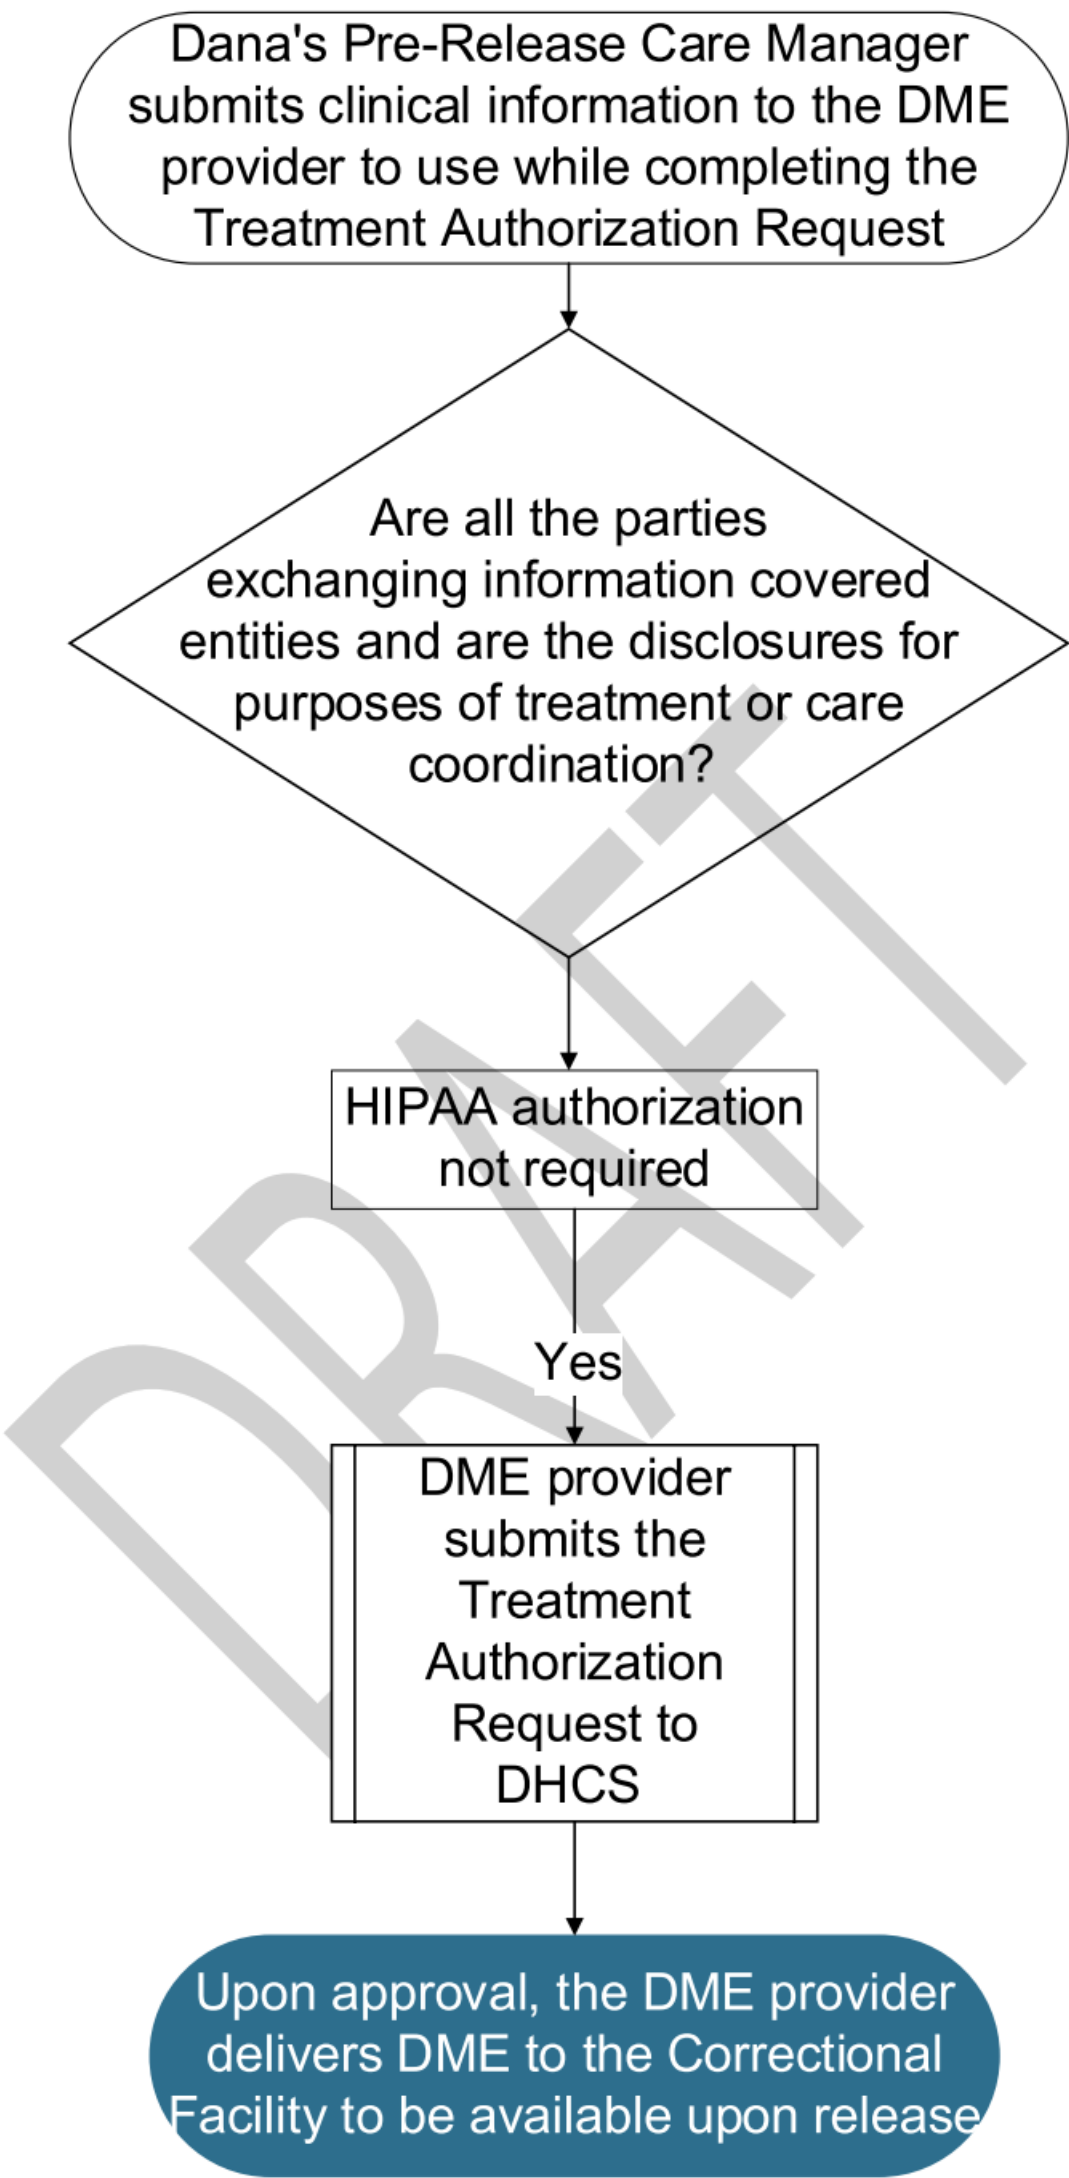 Dana's Pre-Release Care Manager
submits clinical information to the DME
provider to use while completing the
Treatment Authorization Request
Are all the parties
exchanging information covered
entities and are the disclosures for
purposes of treatment or care
coordination?
HIPAA authorization
not required
Yes
DME provider
submits the
Treatment
Authorization
Request to
DHCS
Upon approval, the DME provider
delivers DME to the Correctional
Facility to be available upon release
DRAFT